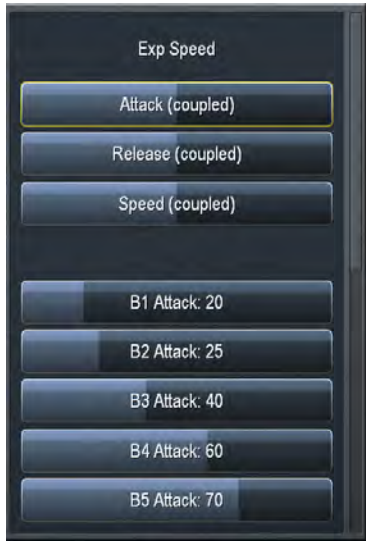 Exp Speed
Attack (coupled)
Release (coupled)
Speed (coupled)
B1 Attack: 20
B2 Attack: 25
B3 Attack: 40
B4 Attack: 60
B5 Attack: 70